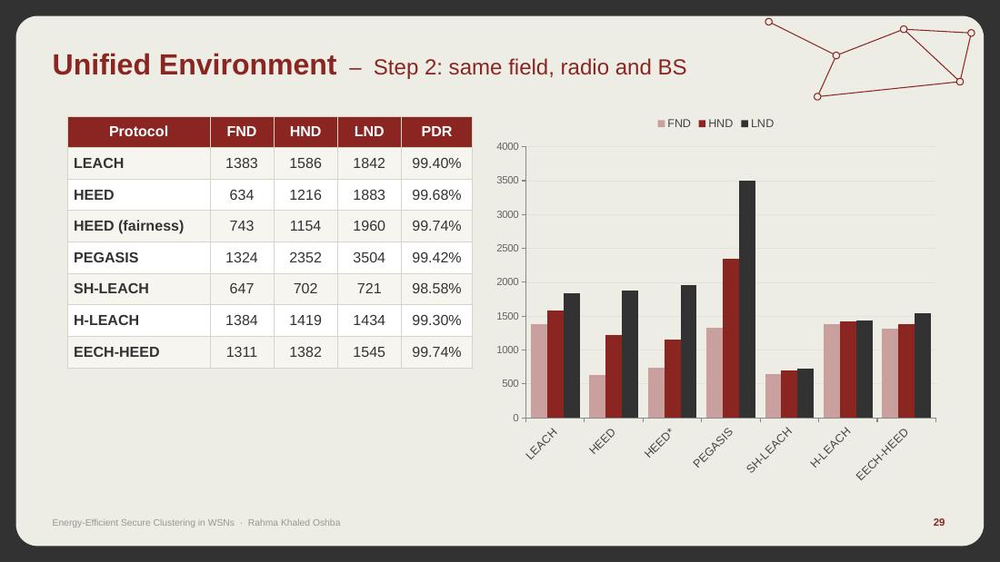 Unified Environment – Step 2: same field, radio and BS
Protocol FND HND LND PDR
LEACH 1383 1586 1842 99.40%
HEED 634 1216 1883 99.68%
HEED (fairness) 743 1154 1960 99.74%
PEGASIS 1324 2352 3504 99.42%
SH-LEACH 647 702 721 98.58%
H-LEACH 1384 1419 1434 99.30%
EECH-HEED 1311 1382 1545 99.74%
FND HND LND
4000
3500
3000
2500
2000
1500
1000
500
0
LEACH HEED HEED* PEGASIS SH-LEACH H-LEACH EECH-HEED
Energy-Efficient Secure Clustering in WSNs · Rahma Khaled Oshba
29